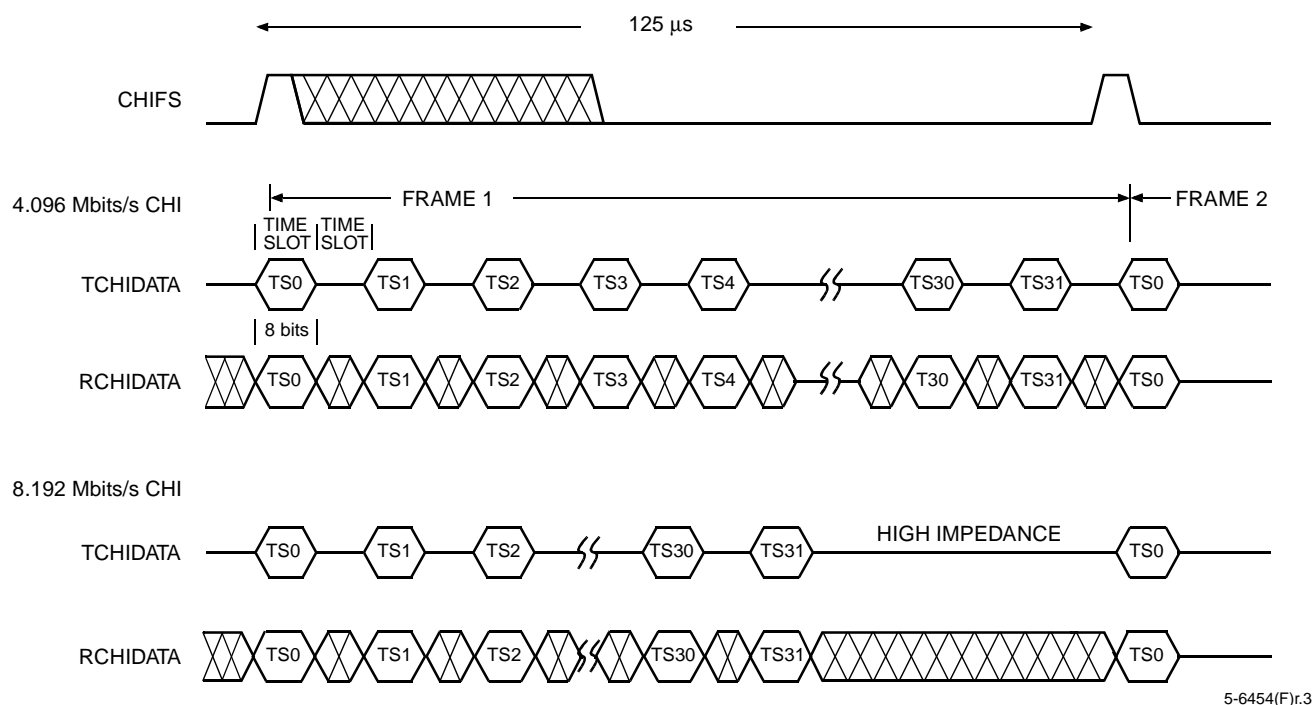 125 μs
CHIFS
4.096 Mbits/s CHI
FRAME 1
FRAME 2
TIME SLOT
TIME SLOT
TCHIDATA
TS0
TS1
TS2
TS3
TS4
TS30
TS31
TS0
8 bits
RCHIDATA
TS0
TS1
TS2
TS3
TS4
T30
TS31
TS0
8.192 Mbits/s CHI
TCHIDATA
TS0
TS1
TS2
TS30
TS31
HIGH IMPEDANCE
TS0
RCHIDATA
TS0
TS1
TS2
TS30
TS31
TS0
5-6454(F)r.3